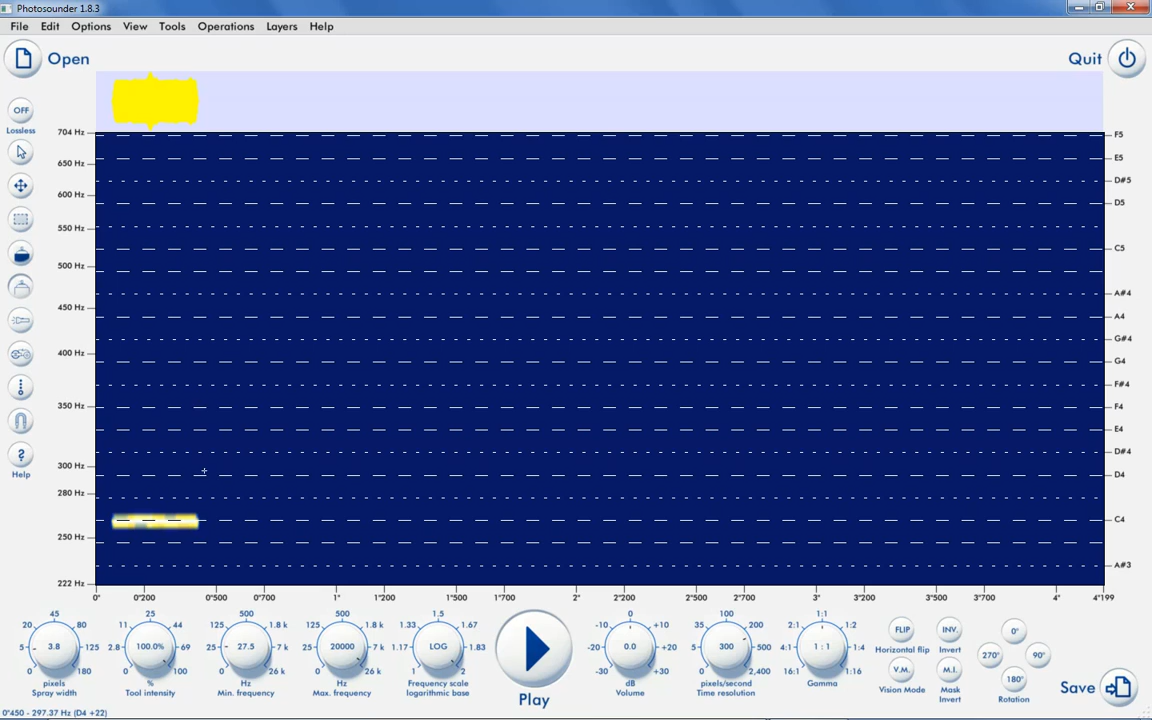 Photosounder 1.8.3
File Edit Options View Tools Operations Layers Help
Open
Quit
OFF
Lossless
704 Hz
650 Hz
600 Hz
550 Hz
500 Hz
450 Hz
400 Hz
350 Hz
300 Hz
280 Hz
250 Hz
222 Hz
F5
E5
D#5
D5
C5
A#4
A4
G#4
G4
F#4
F4
E4
D#4
D4
C4
A#3
?
Help
0" 0"200 0"500 0"700 1" 1"200 1"500 1"700 2" 2"200 2"500 2"700 3" 3"200 3"500 3"700 4" 4"199
0 5 20 45 80 125 180
3.8
pixels
Spray width
0 2.8 11 25 44 69 100
100.0%
%
Tool intensity
0 25 125 500 1.8 k 7 k 26 k
27.5
Hz
Min. frequency
0 25 125 500 1.8 k 7 k 26 k
20000
Hz
Max. frequency
1 1.17 1.33 1.5 1.67 1.83 2
LOG
Frequency scale
logarithmic base
Play
-30 -20 -10 0 +10 +20 +30
0.0
dB
Volume
0 5 35 100 200 500 2,400
300
pixels/second
Time resolution
16:1 4:1 2:1 1:1 1:2 1:4 1:16
1 : 1
Gamma
FLIP
Horizontal flip
INV.
Invert
V.M.
Vision Mode
M.I.
Mask
Invert
0°
270° 90°
180°
Rotation
Save
0"450 - 297.37 Hz (D4 +22)